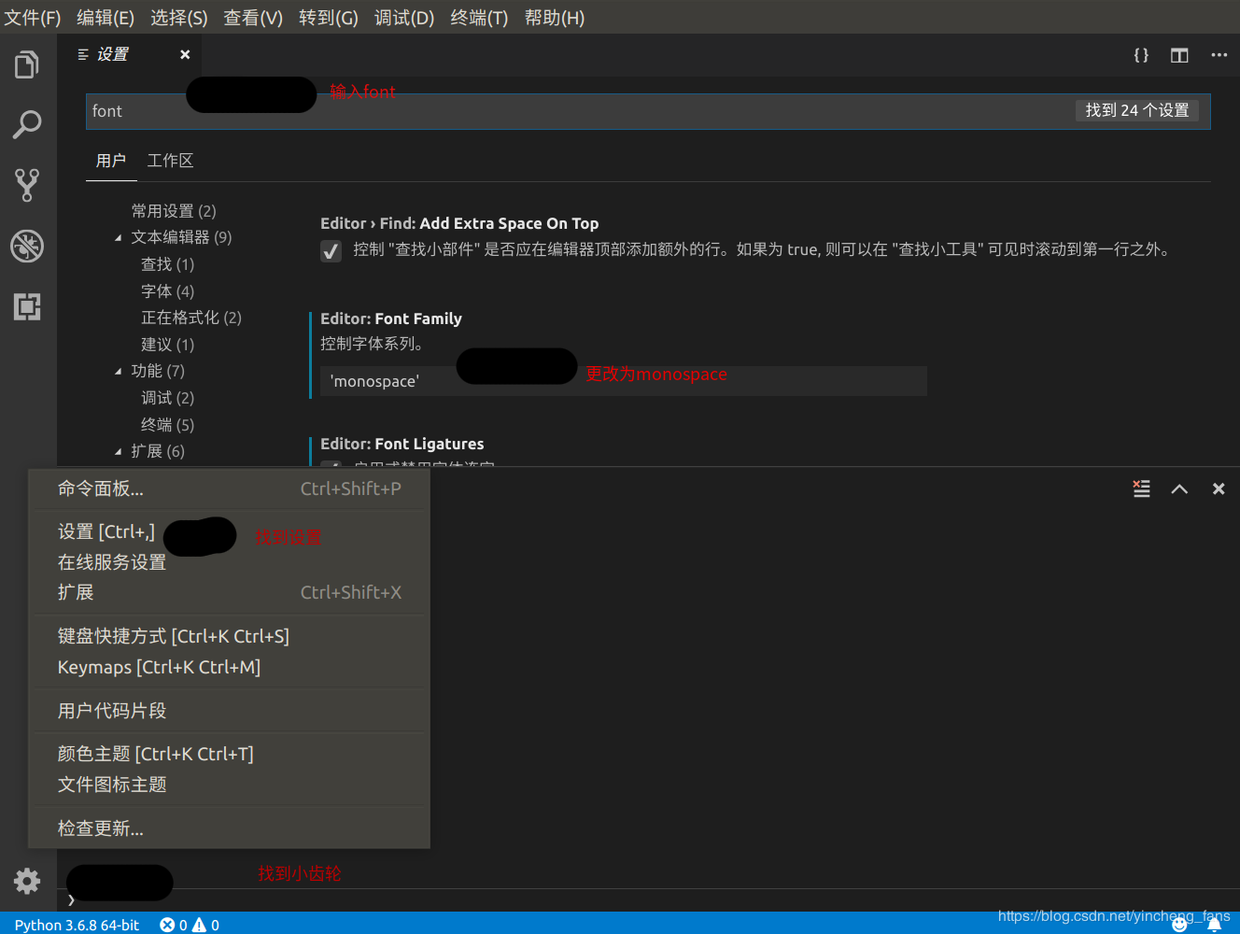 文件(F) 编辑(E) 选择(S) 查看(V) 转到(G) 调试(D) 终端(T) 帮助(H)
设置
输入font
font
找到 24 个设置
用户 工作区
常用设置 (2)
文本编辑器 (9)
查找 (1)
字体 (4)
正在格式化 (2)
建议 (1)
功能 (7)
调试 (2)
终端 (5)
扩展 (6)
Editor › Find: Add Extra Space On Top
控制 "查找小部件" 是否应在编辑器顶部添加额外的行。如果为 true, 则可以在 "查找小工具" 可见时滚动到第一行之外。
Editor: Font Family
控制字体系列。
'monospace'
更改为monospace
Editor: Font Ligatures
启用或禁用字体连字
命令面板... Ctrl+Shift+P
设置 [Ctrl+,]
找到设置
在线服务设置
扩展 Ctrl+Shift+X
键盘快捷方式 [Ctrl+K Ctrl+S]
Keymaps [Ctrl+K Ctrl+M]
用户代码片段
颜色主题 [Ctrl+K Ctrl+T]
文件图标主题
检查更新...
找到小齿轮
https://blog.csdn.net/yincheng_fans
Python 3.6.8 64-bit 0 0